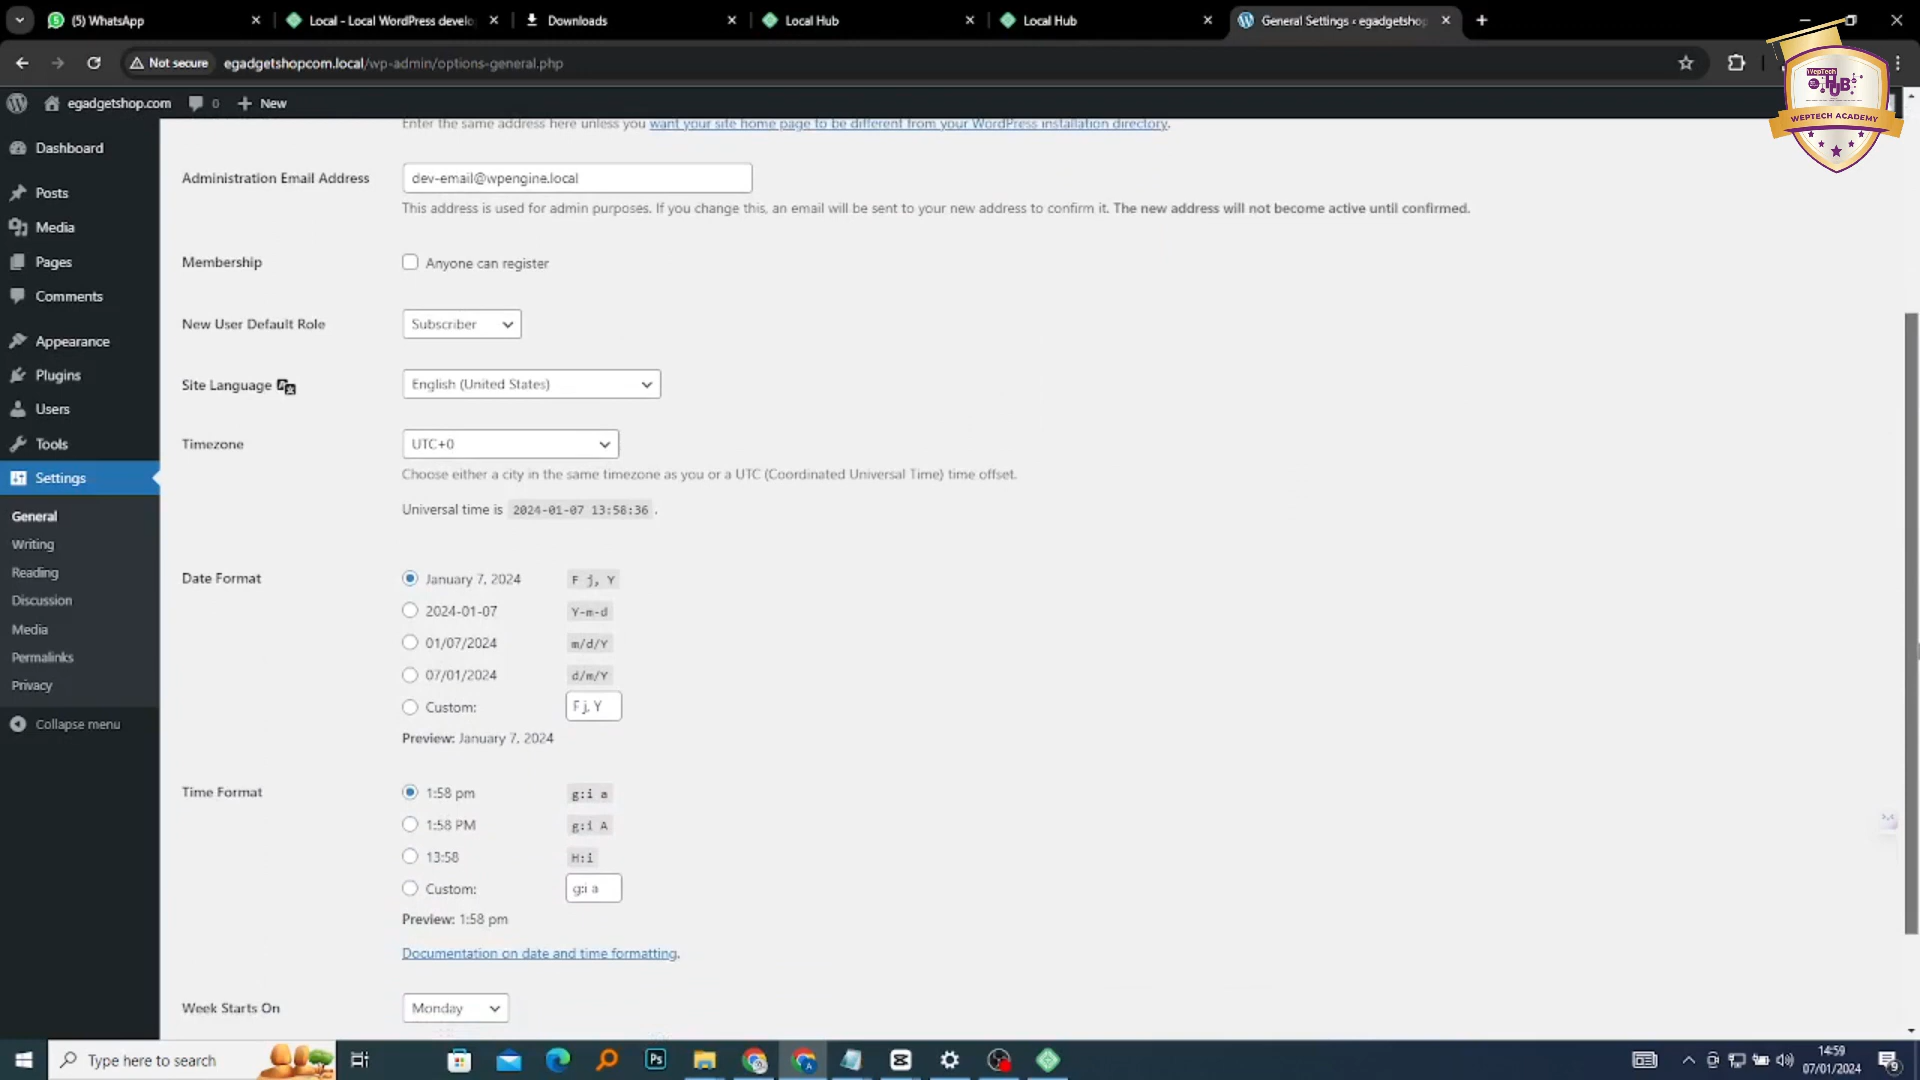 (5) WhatsApp
Local - Local WordPress develo
Downloads
Local Hub
Local Hub
General Settings ‹ egadgetshop
Not secure
egadgetshopcom.local/wp-admin/options-general.php
egadgetshop.com
0
New
WepTech
HUB
WEPTECH ACADEMY
Dashboard
Posts
Media
Pages
Comments
Appearance
Plugins
Users
Tools
Settings
General
Writing
Reading
Discussion
Media
Permalinks
Privacy
Collapse menu
Enter the same address here unless you want your site home page to be different from your WordPress installation directory.
Administration Email Address
dev-email@wpengine.local
This address is used for admin purposes. If you change this, an email will be sent to your new address to confirm it. The new address will not become active until confirmed.
Membership
Anyone can register
New User Default Role
Subscriber
Site Language
English (United States)
Timezone
UTC+0
Choose either a city in the same timezone as you or a UTC (Coordinated Universal Time) time offset.
Universal time is 2024-01-07 13:58:36 .
Date Format
January 7, 2024 F j, Y
2024-01-07 Y-m-d
01/07/2024 m/d/Y
07/01/2024 d/m/Y
Custom: F j, Y
Preview: January 7, 2024
Time Format
1:58 pm g:i a
1:58 PM g:i A
13:58 H:i
Custom: g:i a
Preview: 1:58 pm
Documentation on date and time formatting.
Week Starts On
Monday
Type here to search
Ps
14:59
07/01/2024
9